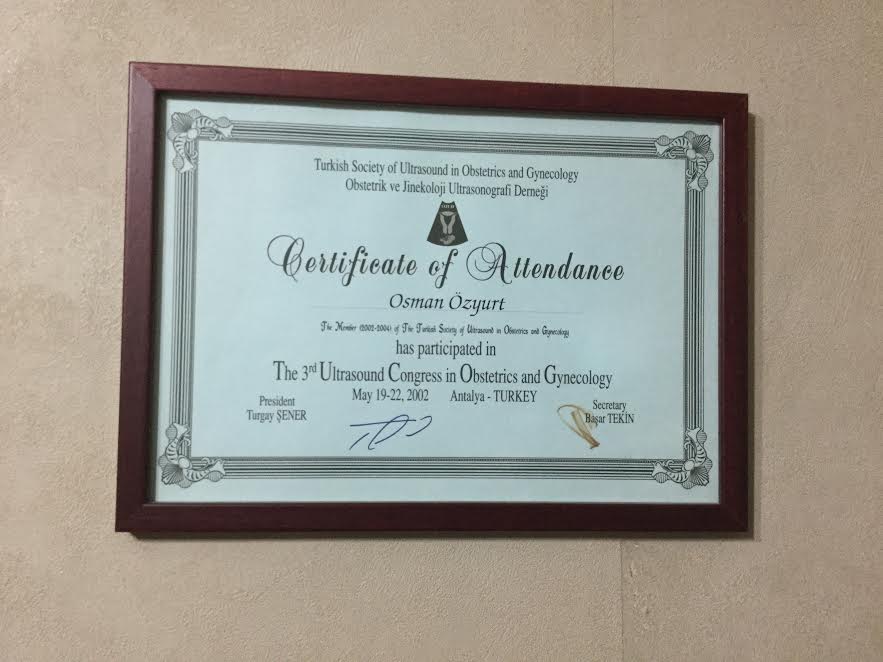 Turkish Society of Ultrasound in Obstetrics and Gynecology
Obstetrik ve Jinekoloji Ultrasonografi Derneği
Certificate of Attendance
Osman Özyurt
The Member (2002-2004) of The Turkish Society of Ultrasound in Obstetrics and Gynecology
has participated in
The 3rd Ultrasound Congress in Obstetrics and Gynecology
May 19-22, 2002 Antalya - TURKEY
President
Turgay ŞENER
Secretary
Başar TEKİN